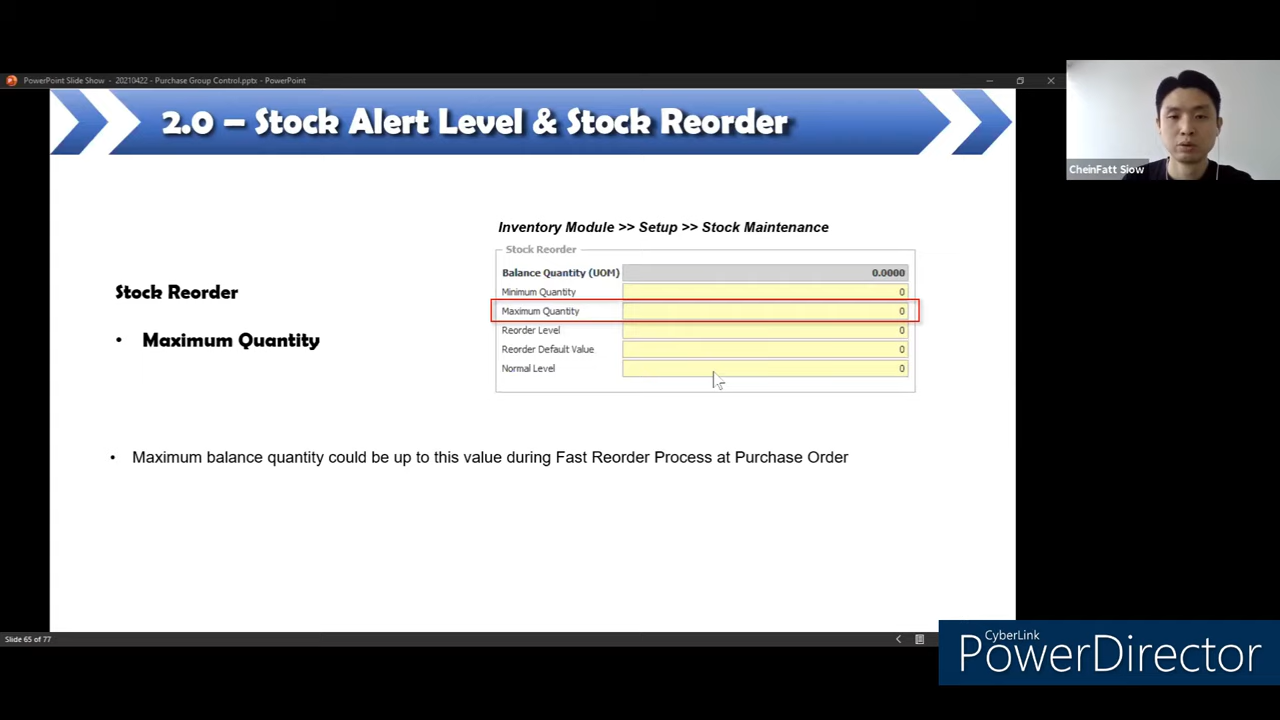 PowerPoint Slide Show - 20210422 - Purchase Group Control.pptx - PowerPoint
2.0 – Stock Alert Level & Stock Reorder
CheinFatt Siow
Inventory Module >> Setup >> Stock Maintenance
Stock Reorder
Balance Quantity (UOM) 0.0000
Minimum Quantity 0
Maximum Quantity 0
Reorder Level 0
Reorder Default Value 0
Normal Level 0
Stock Reorder
• Maximum Quantity
• Maximum balance quantity could be up to this value during Fast Reorder Process at Purchase Order
Slide 65 of 77
CyberLink
PowerDirector